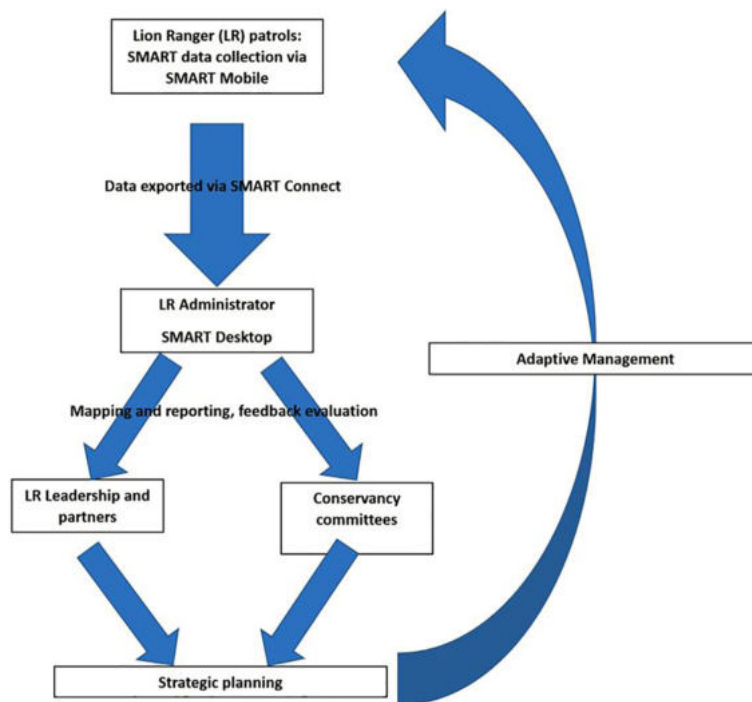 Lion Ranger (LR) patrols:
SMART data collection via
SMART Mobile
Data exported via SMART Connect
LR Administrator
SMART Desktop
Adaptive Management
Mapping and reporting, feedback evaluation
LR Leadership and
partners
Conservancy
committees
Strategic planning